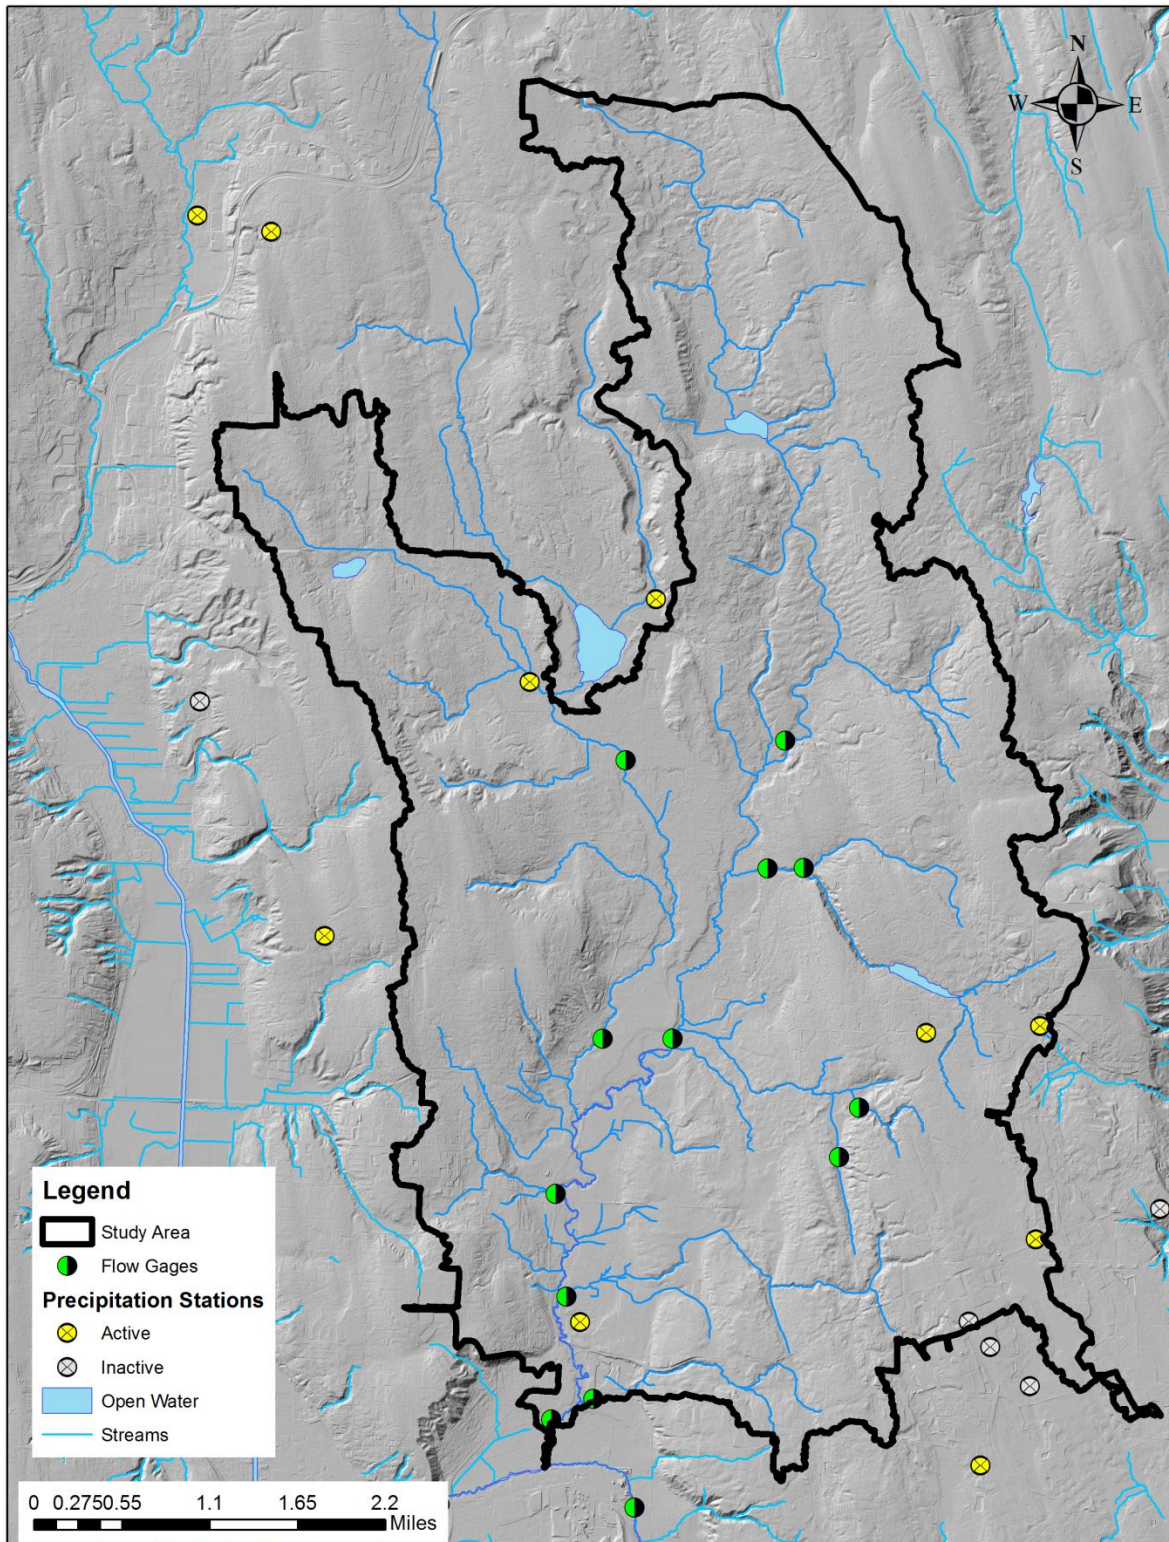 N
W E
S
Legend
Study Area
Flow Gages
Precipitation Stations
Active
Inactive
Open Water
Streams
0 0.2750.55 1.1 1.65 2.2
Miles